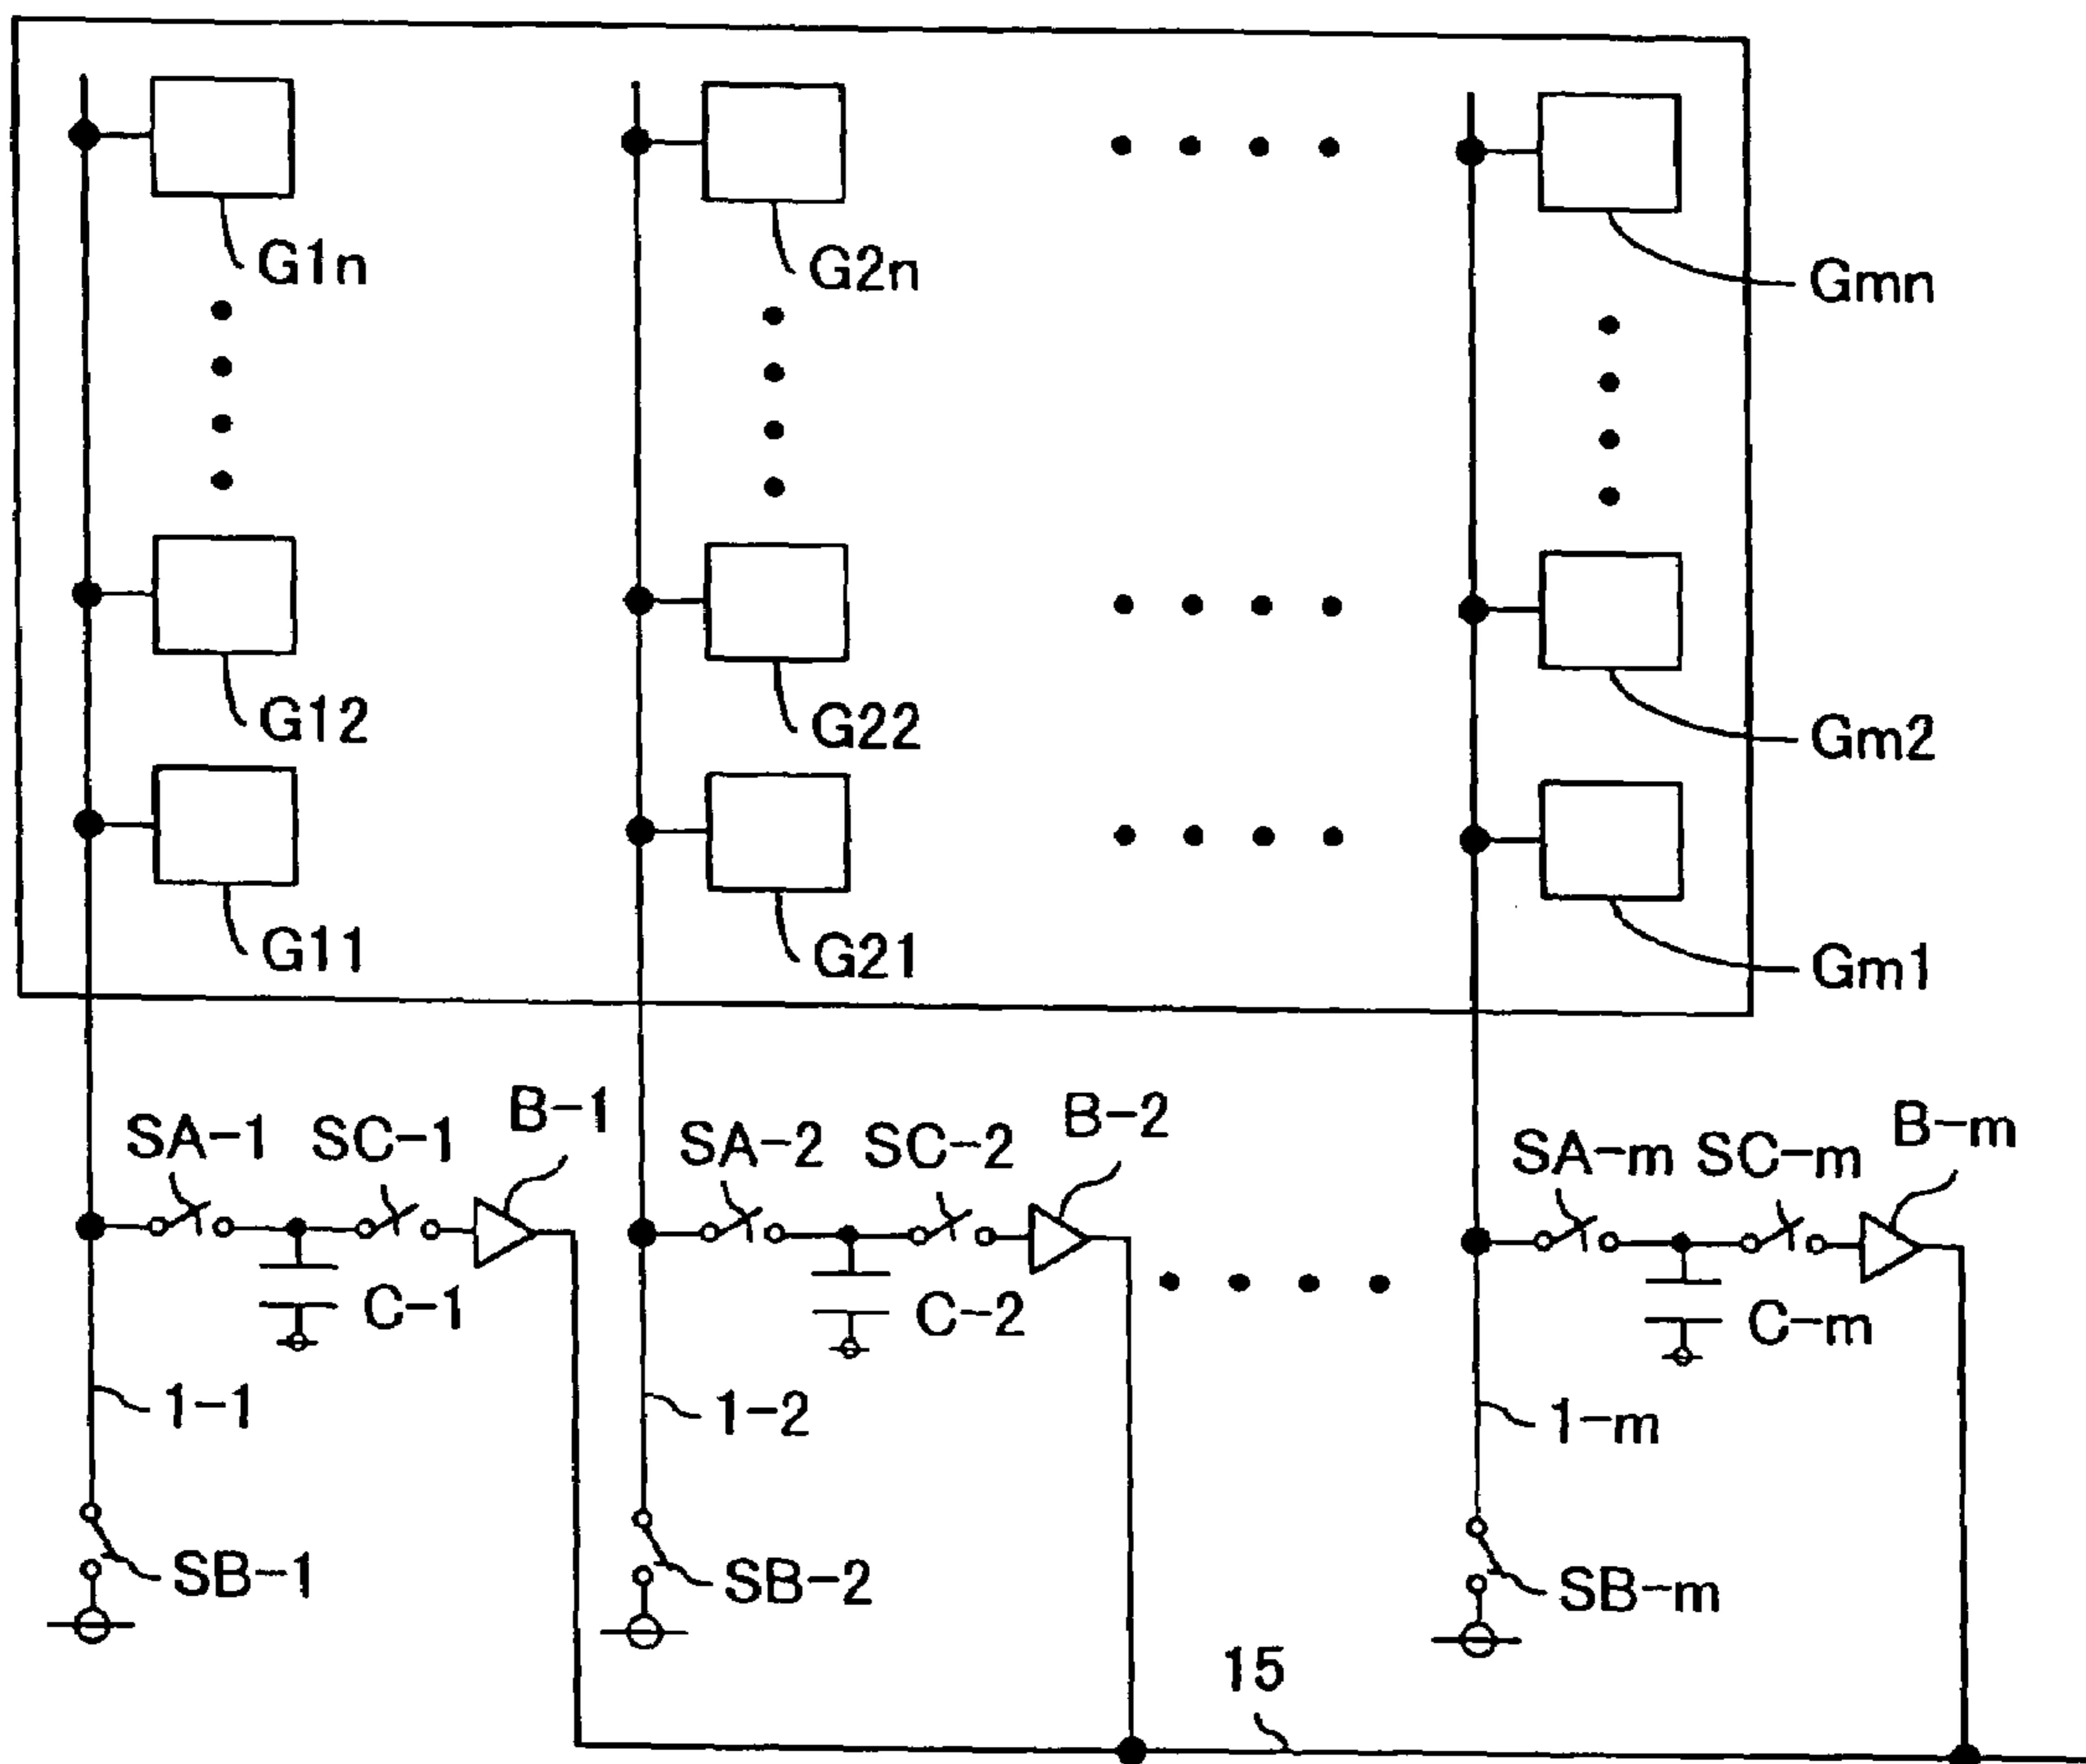 G1n G2n Gmn
G12 G22 Gm2
G11 G21 Gm1
SA-1 SC-1 B-1 SA-2 SC-2 B-2 SA-m SC-m B-m
C-1 C-2 C-m
1-1 1-2 1-m
SB-1 SB-2 SB-m
15